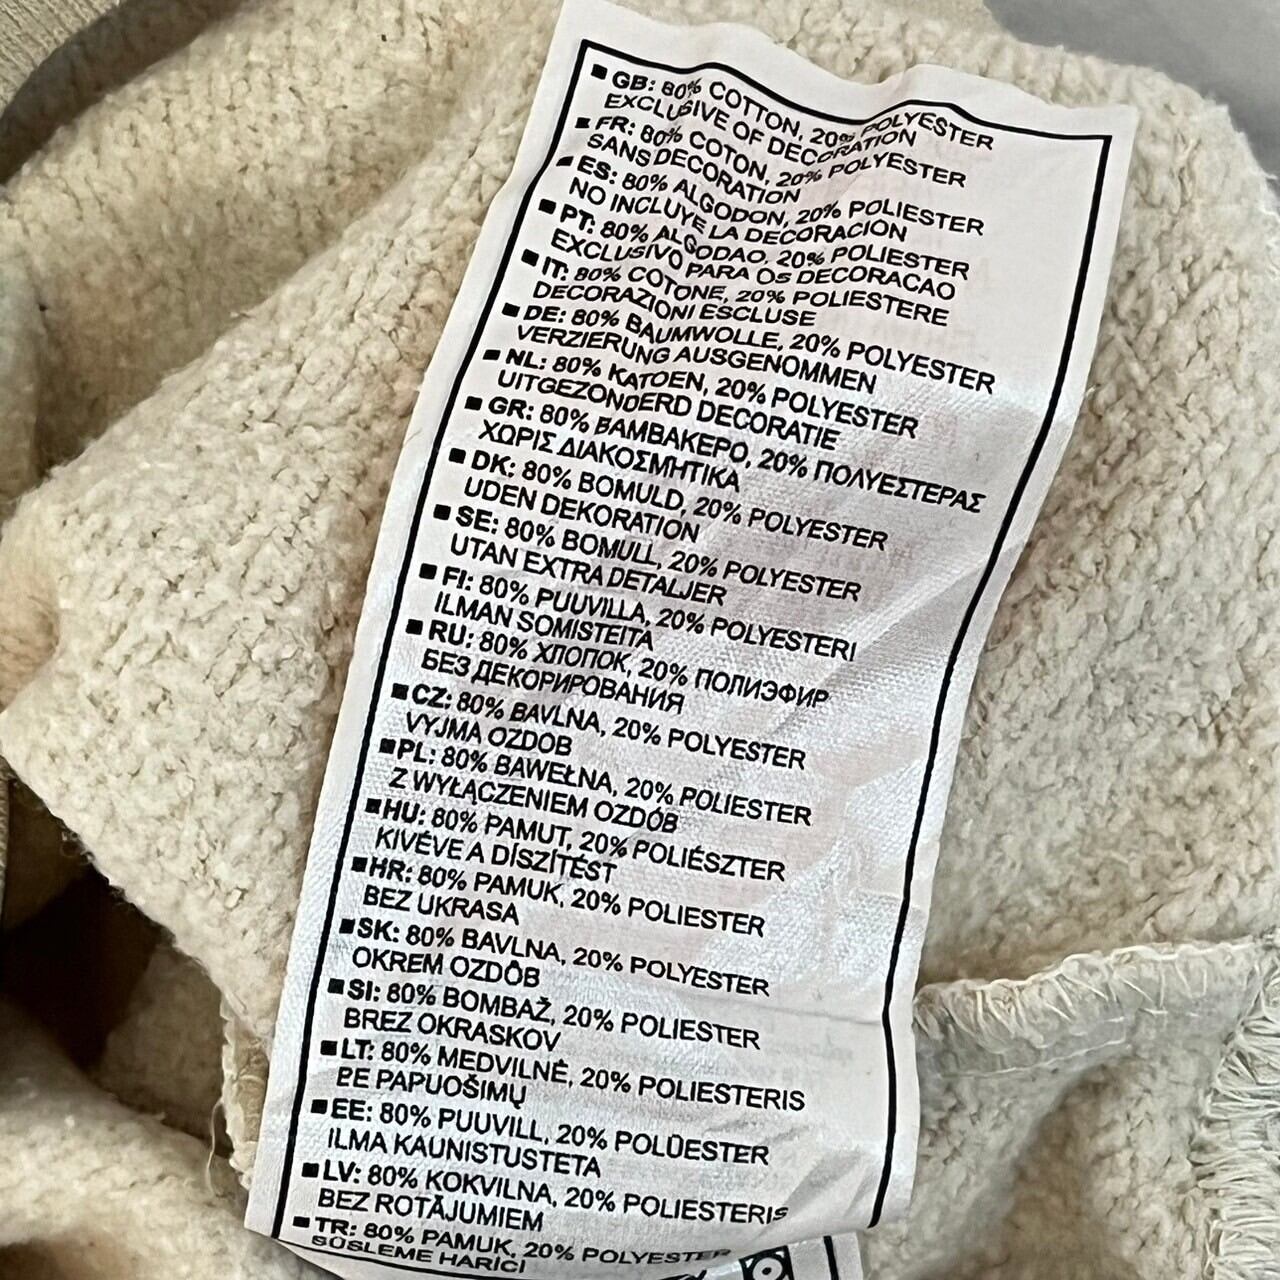 ■ GB: 80% COTTON, 20% POLYESTER
EXCLUSIVE OF DECORATION
■ FR: 80% COTON, 20% POLYESTER
SANS DECORATION
■ ES: 80% ALGODON, 20% POLIESTER
NO INCLUYE LA DECORACION
■ PT: 80% ALGODAO, 20% POLIESTER
EXCLUSIVO PARA OS DECORACAO
■ IT: 80% COTONE, 20% POLIESTERE
DECORAZIONI ESCLUSE
■ DE: 80% BAUMWOLLE, 20% POLYESTER
VERZIERUNG AUSGENOMMEN
■ NL: 80% KATOEN, 20% POLYESTER
UITGEZONDERD DECORATIE
■ GR: 80% ΒΑΜΒΑΚΕΡΟ, 20% ΠΟΛΥΕΣΤΕΡΑΣ
ΧΩΡΙΣ ΔΙΑΚΟΣΜΗΤΙΚΑ
■ DK: 80% BOMULD, 20% POLYESTER
UDEN DEKORATION
■ SE: 80% BOMULL, 20% POLYESTER
UTAN EXTRA DETALJER
■ FI: 80% PUUVILLA, 20% POLYESTERI
ILMAN SOMISTEITA
■ RU: 80% ХЛОПОК, 20% ПОЛИЭФИР
БЕЗ ДЕКОРИРОВАНИЯ
■ CZ: 80% BAVLNA, 20% POLYESTER
VYJMA OZDOB
■ PL: 80% BAWEŁNA, 20% POLIESTER
Z WYŁĄCZENIEM OZDÓB
■ HU: 80% PAMUT, 20% POLIÉSZTER
KIVÉVE A DÍSZÍTÉST
■ HR: 80% PAMUK, 20% POLIESTER
BEZ UKRASA
■ SK: 80% BAVLNA, 20% POLYESTER
OKREM OZDÔB
■ SI: 80% BOMBAŽ, 20% POLIESTER
BREZ OKRASKOV
■ LT: 80% MEDVILNĖ, 20% POLIESTERIS
BE PAPUOŠIMŲ
■ EE: 80% PUUVILL, 20% POLÜESTER
ILMA KAUNISTUSTETA
■ LV: 80% KOKVILNA, 20% POLIESTERIS
BEZ ROTĀJUMIEM
■ TR: 80% PAMUK, 20% POLYESTER
SÜSLEME HARİCİ